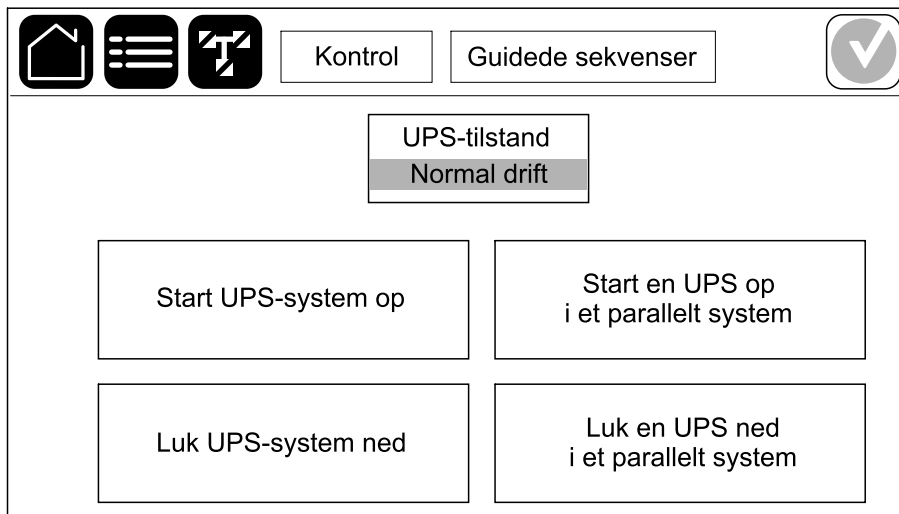 Kontrol
Guidede sekvenser
UPS-tilstand
Normal drift
Start UPS-system op
Start en UPS op
i et parallelt system
Luk UPS-system ned
Luk en UPS ned
i et parallelt system